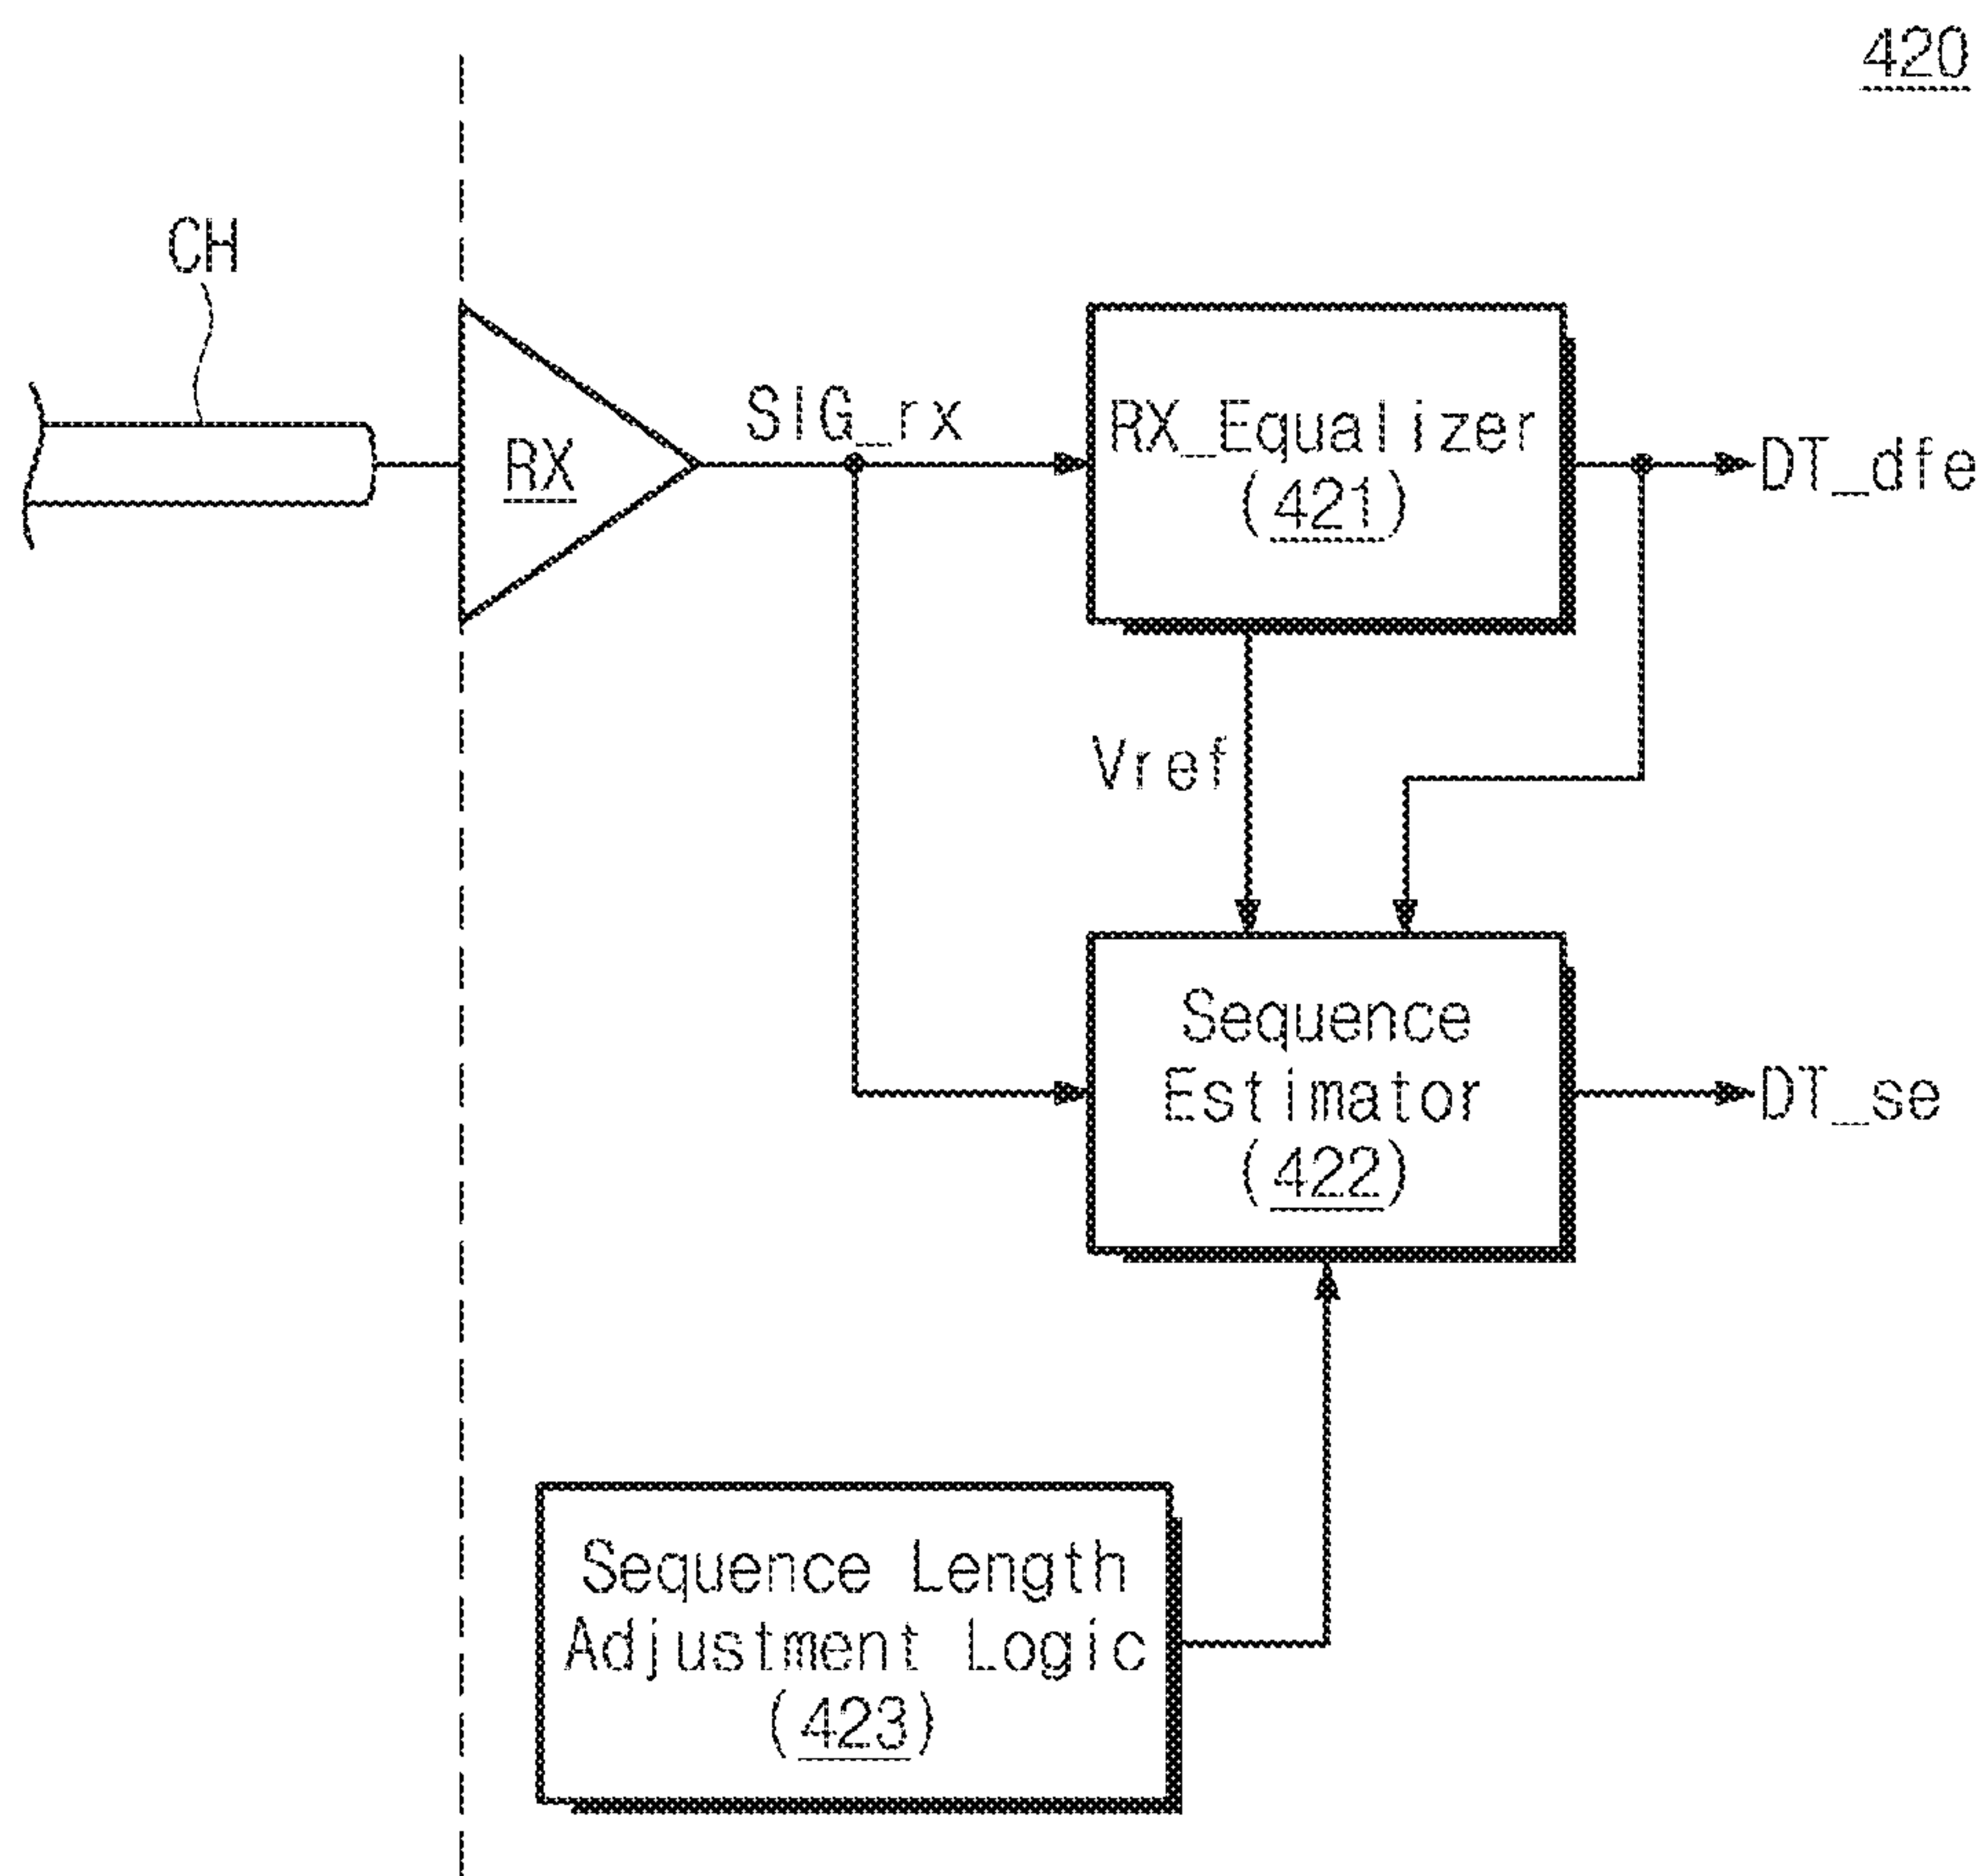 420
CH
RX
SIG_rx
RX_Equalizer
(421)
DT_dfe
Vref
Sequence
Estimator
(422)
DT_se
Sequence Length
Adjustment Logic
(423)